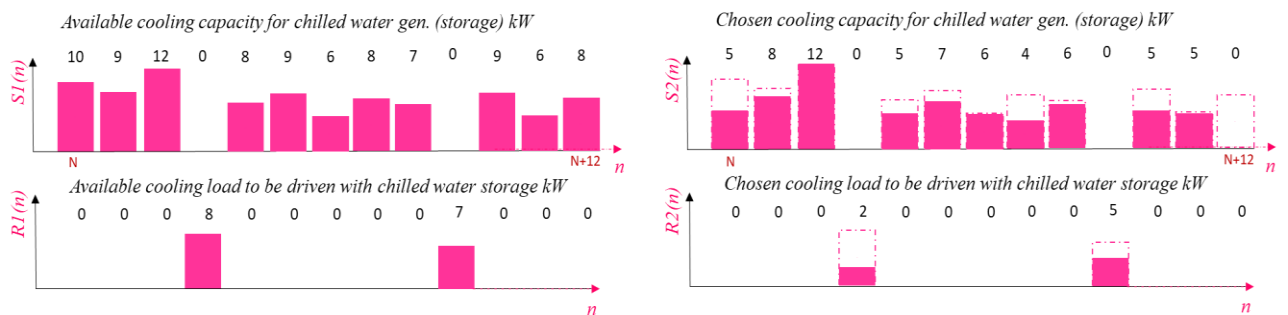 Available cooling capacity for chilled water gen. (storage) kW
10 9 12 0 8 9 6 8 7 0 9 6 8
S1(n)
N N+12 n
Available cooling load to be driven with chilled water storage kW
0 0 0 8 0 0 0 0 0 7 0 0 0
R1(n)
n
Chosen cooling capacity for chilled water gen. (storage) kW
5 8 12 0 5 7 6 4 6 0 5 5 0
S2(n)
N N+12 n
Chosen cooling load to be driven with chilled water storage kW
0 0 0 2 0 0 0 0 0 5 0 0 0
R2(n)
n